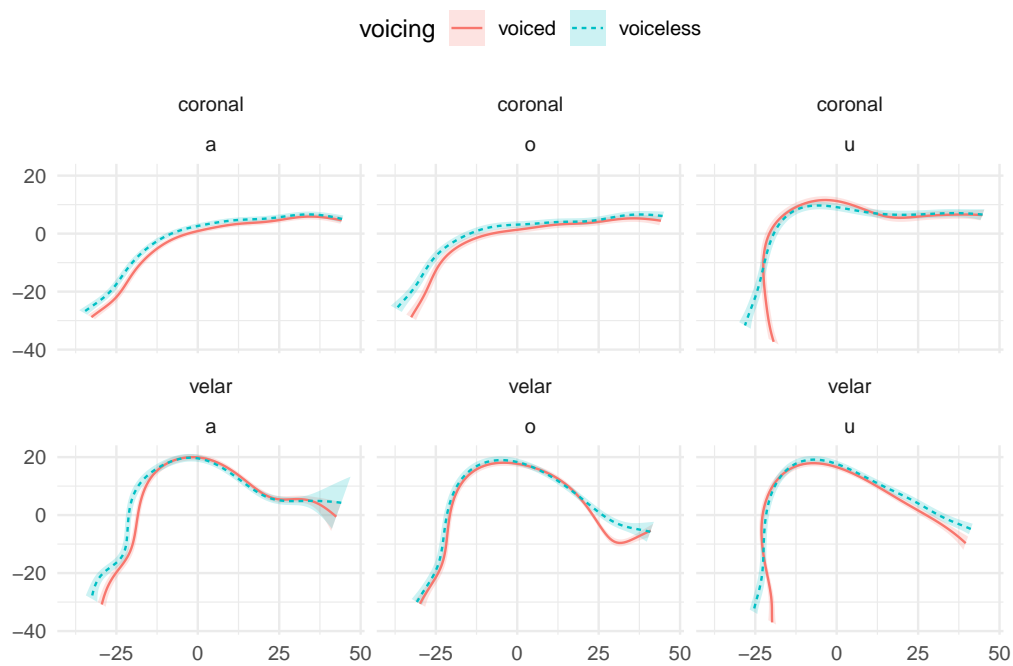 voicing voiced voiceless
coronal coronal coronal
a o u
20
0
−20
−40
velar velar velar
a o u
20
0
−20
−40
−25 0 25 50 −25 0 25 50 −25 0 25 50